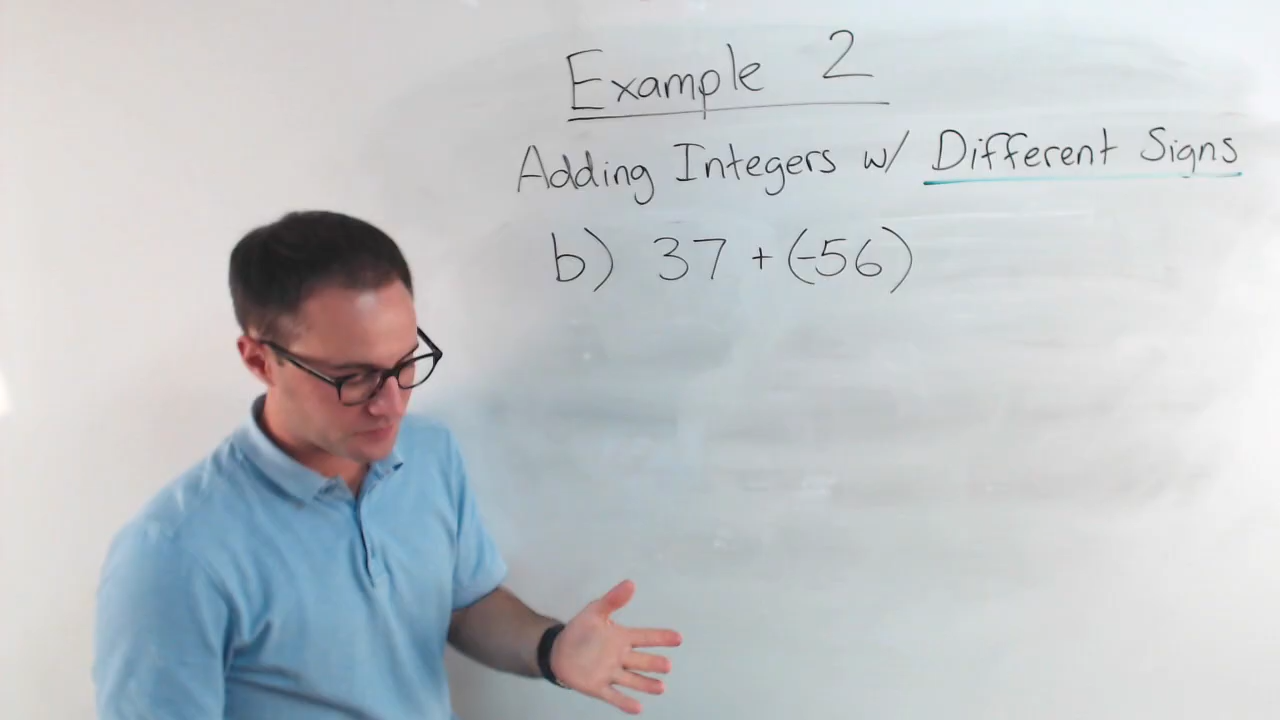 Example 2
Adding Integers w/ Different Signs
b) 37 + (-56)